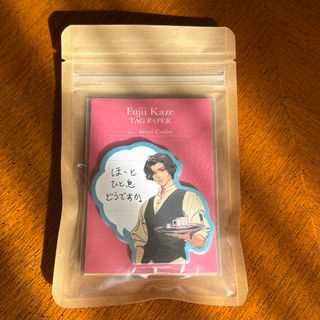 Fujii Kaze
TAG PAPER
Serve Coffee
ほっと
ひと息
どうですか。